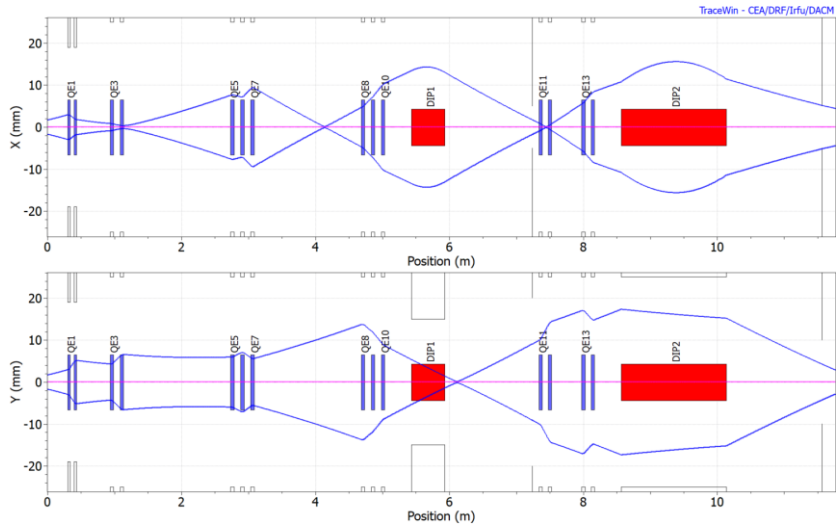 TraceWin - CEA/DRF/Irfu/DACM
X (mm)
20
10
0
-10
-20
QE1
QE3
QE5
QE7
QE8
QE10
DIP1
QE11
QE13
DIP2
0
2
4
6
8
10
Position (m)
Y (mm)
20
10
0
-10
-20
QE1
QE3
QE5
QE7
QE8
QE10
DIP1
QE11
QE13
DIP2
0
2
4
6
8
10
Position (m)